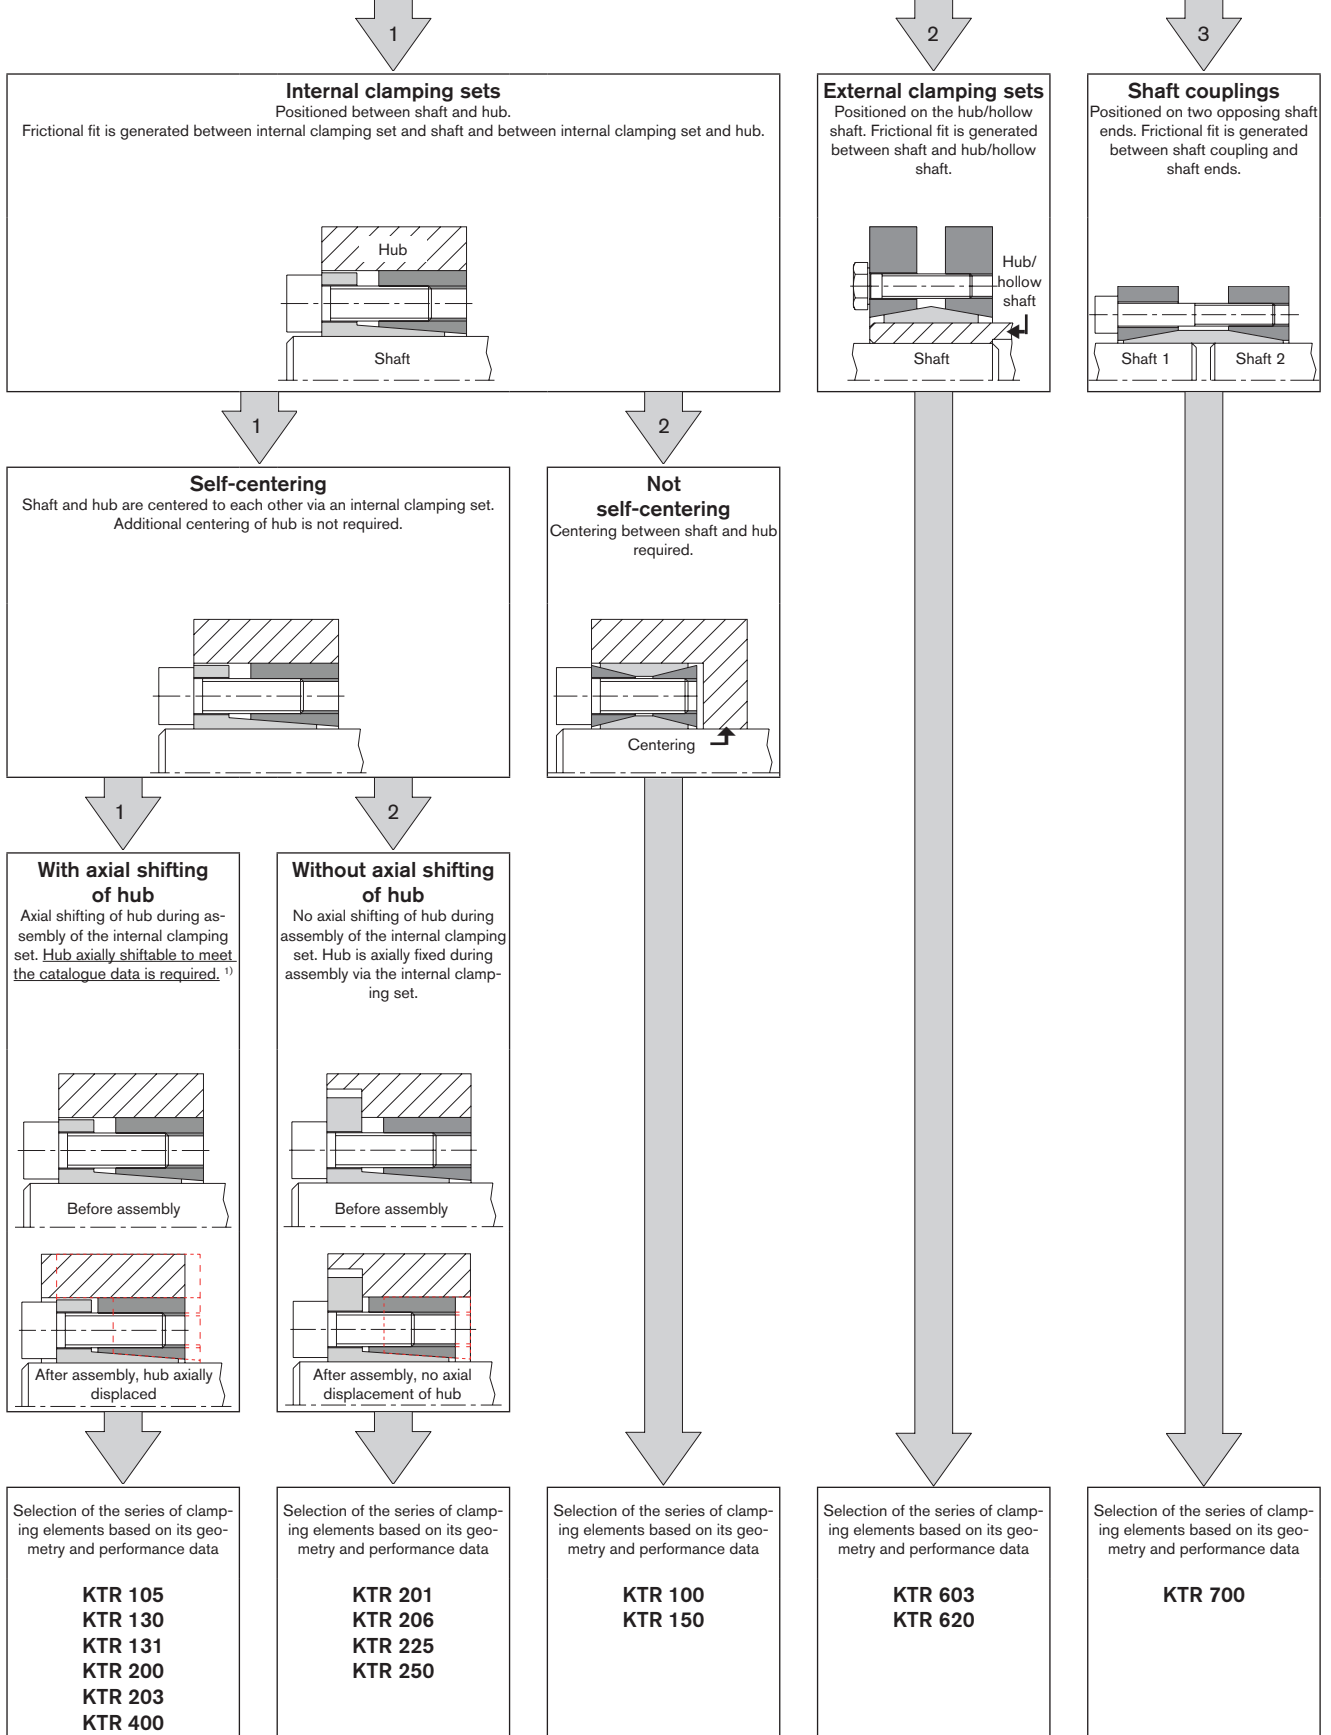 1
2
3
Internal clamping sets
Positioned between shaft and hub.
Frictional fit is generated between internal clamping set and shaft and between internal clamping set and hub.
Hub
Shaft
External clamping sets
Positioned on the hub/hollow
shaft. Frictional fit is generated
between shaft and hub/hollow
shaft.
Hub/
hollow
shaft
Shaft
Shaft couplings
Positioned on two opposing shaft
ends. Frictional fit is generated
between shaft coupling and
shaft ends.
Shaft 1
Shaft 2
1
2
Self-centering
Shaft and hub are centered to each other via an internal clamping set.
Additional centering of hub is not required.
Not
self-centering
Centering between shaft and hub
required.
Centering
1
2
With axial shifting
of hub
Axial shifting of hub during as-
sembly of the internal clamping
set. Hub axially shiftable to meet
the catalogue data is required. 1)
Before assembly
After assembly, hub axially
displaced
Without axial shifting
of hub
No axial shifting of hub during
assembly of the internal clamping
set. Hub is axially fixed during
assembly via the internal clamp-
ing set.
Before assembly
After assembly, no axial
displacement of hub
Selection of the series of clamp-
ing elements based on its geo-
metry and performance data
KTR 105
KTR 130
KTR 131
KTR 200
KTR 203
KTR 400
Selection of the series of clamp-
ing elements based on its geo-
metry and performance data
KTR 201
KTR 206
KTR 225
KTR 250
Selection of the series of clamp-
ing elements based on its geo-
metry and performance data
KTR 100
KTR 150
Selection of the series of clamp-
ing elements based on its geo-
metry and performance data
KTR 603
KTR 620
Selection of the series of clamp-
ing elements based on its geo-
metry and performance data
KTR 700